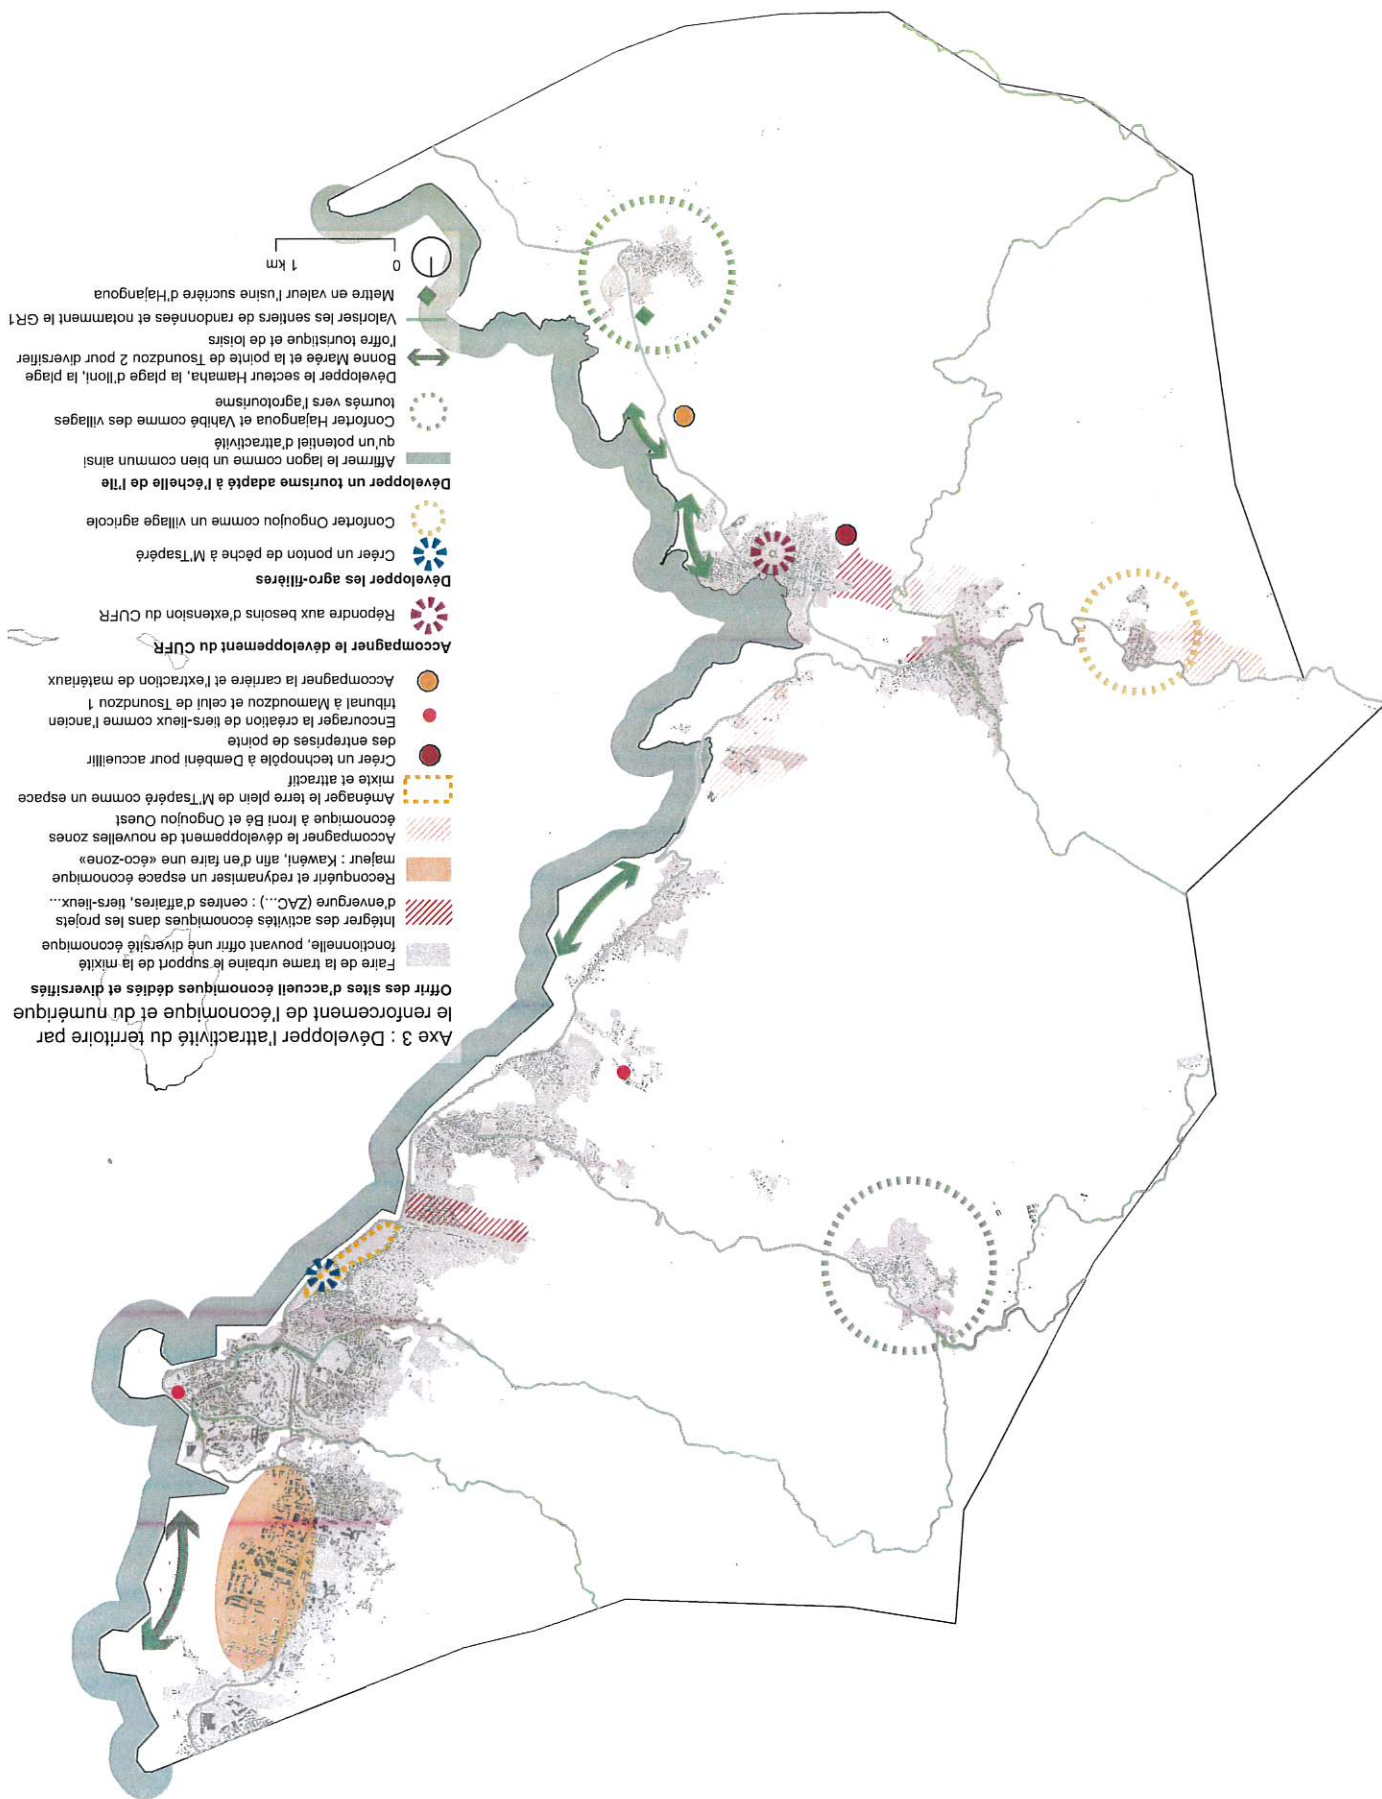 Axe 3 : Développer l'attractivité du territoire par
le renforcement de l'économique et du numérique
Offrir des sites d'accueil économiques dédiés et diversifiés
Faire de la trame urbaine le support de la mixité
fonctionnelle, pouvant offrir une diversité économique
Intégrer des activités économiques dans les projets
d'envergure (ZAC...) : centres d'affaires, tiers-lieux...
Reconquérir et redynamiser un espace économique
majeur : Kawéni, afin d'en faire une «éco-zone»
Accompagner le développement de nouvelles zones
économique à Ironi Bé et Ongoujou Ouest
Aménager le terre plein de M'Tsapéré comme un espace
mixte et attractif
Créer un technopôle à Dembéni pour accueillir
des entreprises de pointe
Encourager la création de tiers-lieux comme l'ancien
tribunal à Mamoudzou et celui de Tsoundzou 1
Accompagner la carrière et l'extraction de matériaux
Accompagner le développement du CUFR
Répondre aux besoins d'extension du CUFR
Développer les agro-filières
Créer un ponton de pêche à M'Tsapéré
Conforter Ongoujou comme un village agricole
Développer un tourisme adapté à l'échelle de l'île
Affirmer le lagon comme un bien commun ainsi
qu'un potentiel d'attractivité
Conforter Hajangoua et Vahibé comme des villages
tournés vers l'agrotourisme
Développer le secteur Hamaha, la plage d'Iloni, la plage
Bonne Marée et la pointe de Tsoundzou 2 pour diversifier
l'offre touristique et de loisirs
Valoriser les sentiers de randonnées et notamment le GR1
Mettre en valeur l'usine sucrière d'Hajangoua
0 1 km